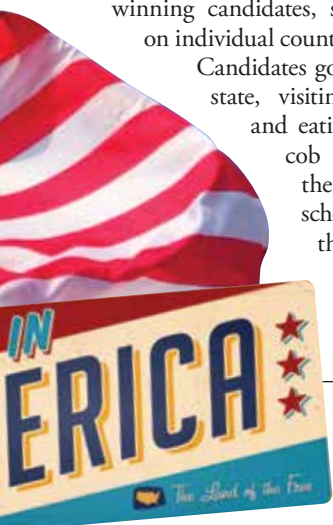 winning candidates, s
on individual count
Candidates go
state, visitin
and eati
cob
the
sch
th
IN
ERICA
The Land of the Free